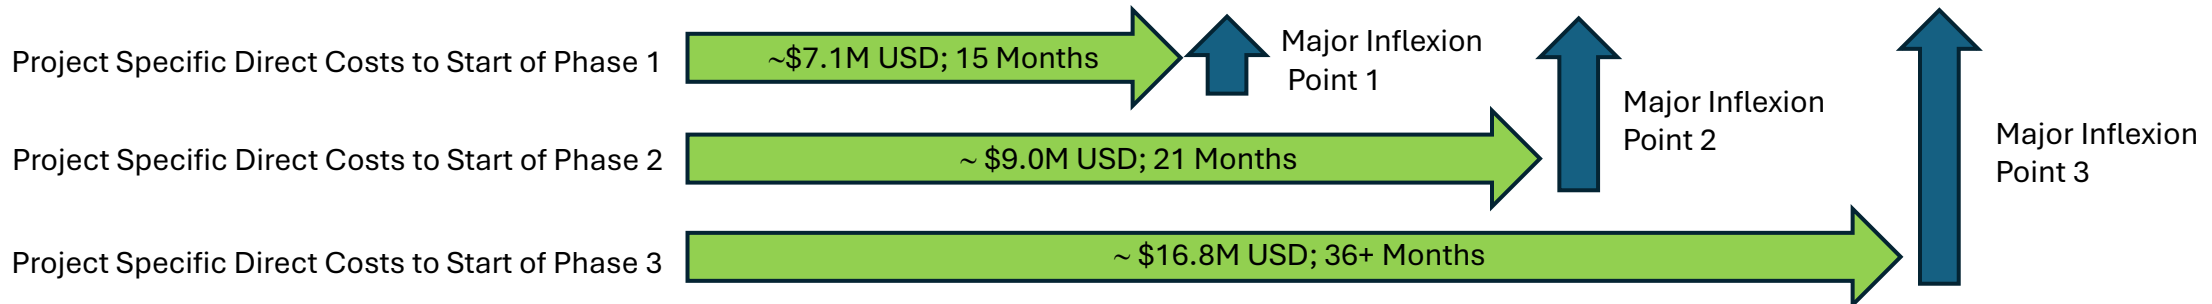 Project Specific Direct Costs to Start of Phase 1
~$7.1M USD; 15 Months
Major Inflexion
Point 1
Project Specific Direct Costs to Start of Phase 2
~ $9.0M USD; 21 Months
Major Inflexion
Point 2
Project Specific Direct Costs to Start of Phase 3
~ $16.8M USD; 36+ Months
Major Inflexion
Point 3